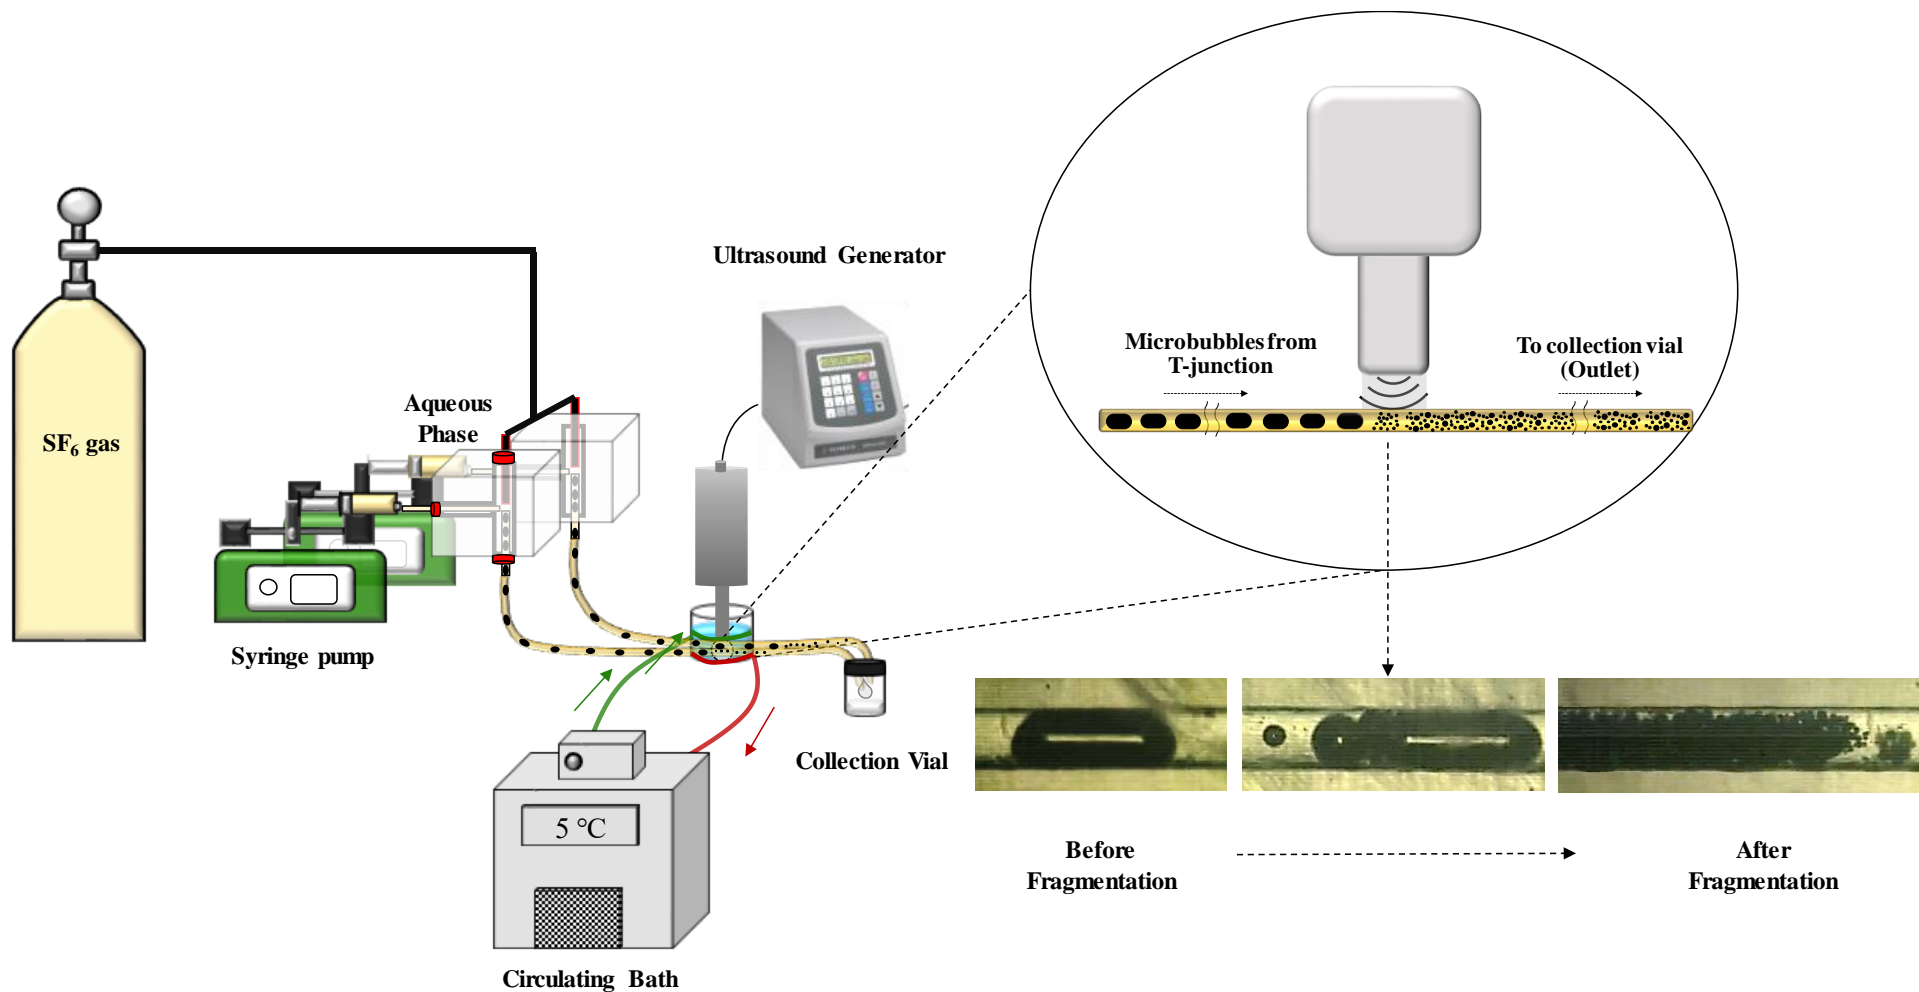 Ultrasound Generator
Microbubbles from
T-junction
To collection vial
(Outlet)
Aqueous
Phase
SF₆ gas
Syringe pump
Collection Vial
5 °C
Before
Fragmentation
After
Fragmentation
Circulating Bath